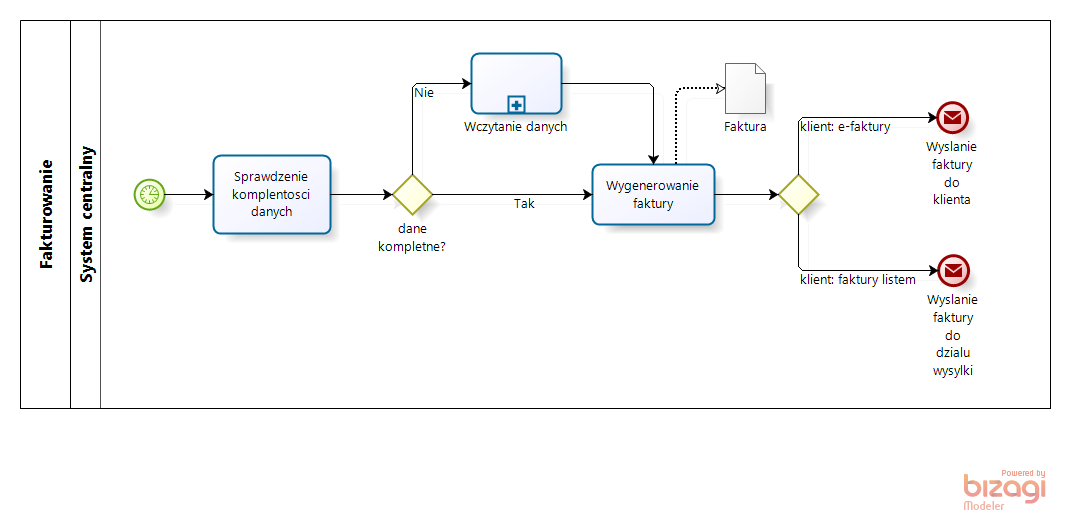 Fakturowanie
System centralny
Sprawdzenie
komplentosci
danych
dane
kompletne?
Nie
Tak
Wczytanie danych
Wygenerowanie
faktury
Faktura
klient: e-faktury
klient: faktury listem
Wyslanie
faktury
do
klienta
Wyslanie
faktury
do
dzialu
wysylki
Powered by
bizagi
Modeler